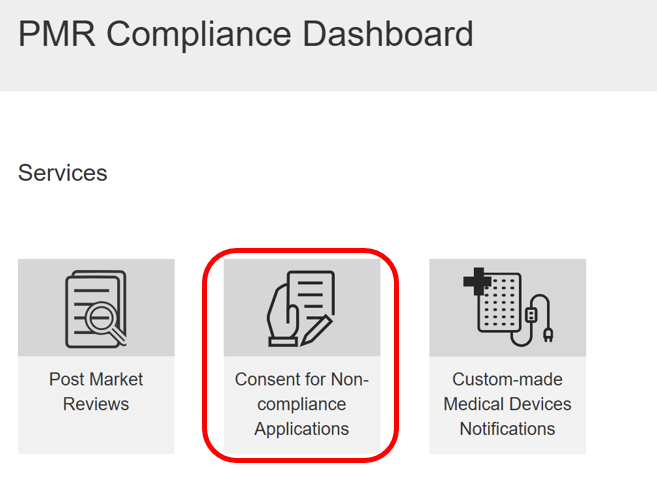 PMR Compliance Dashboard
Services
Post Market
Reviews
Consent for Non-
compliance
Applications
Custom-made
Medical Devices
Notifications